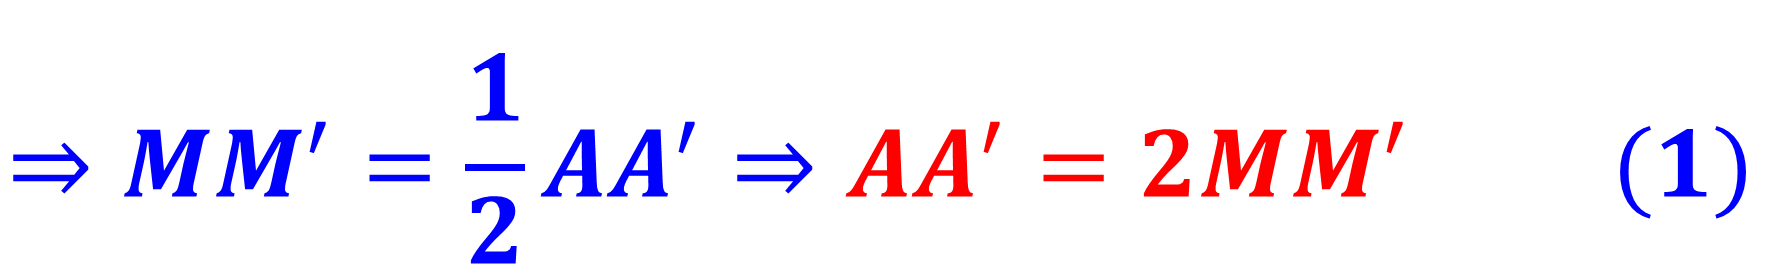 ⇒ MM′ = 1/2 AA′ ⇒ AA′ = 2MM′ (1)